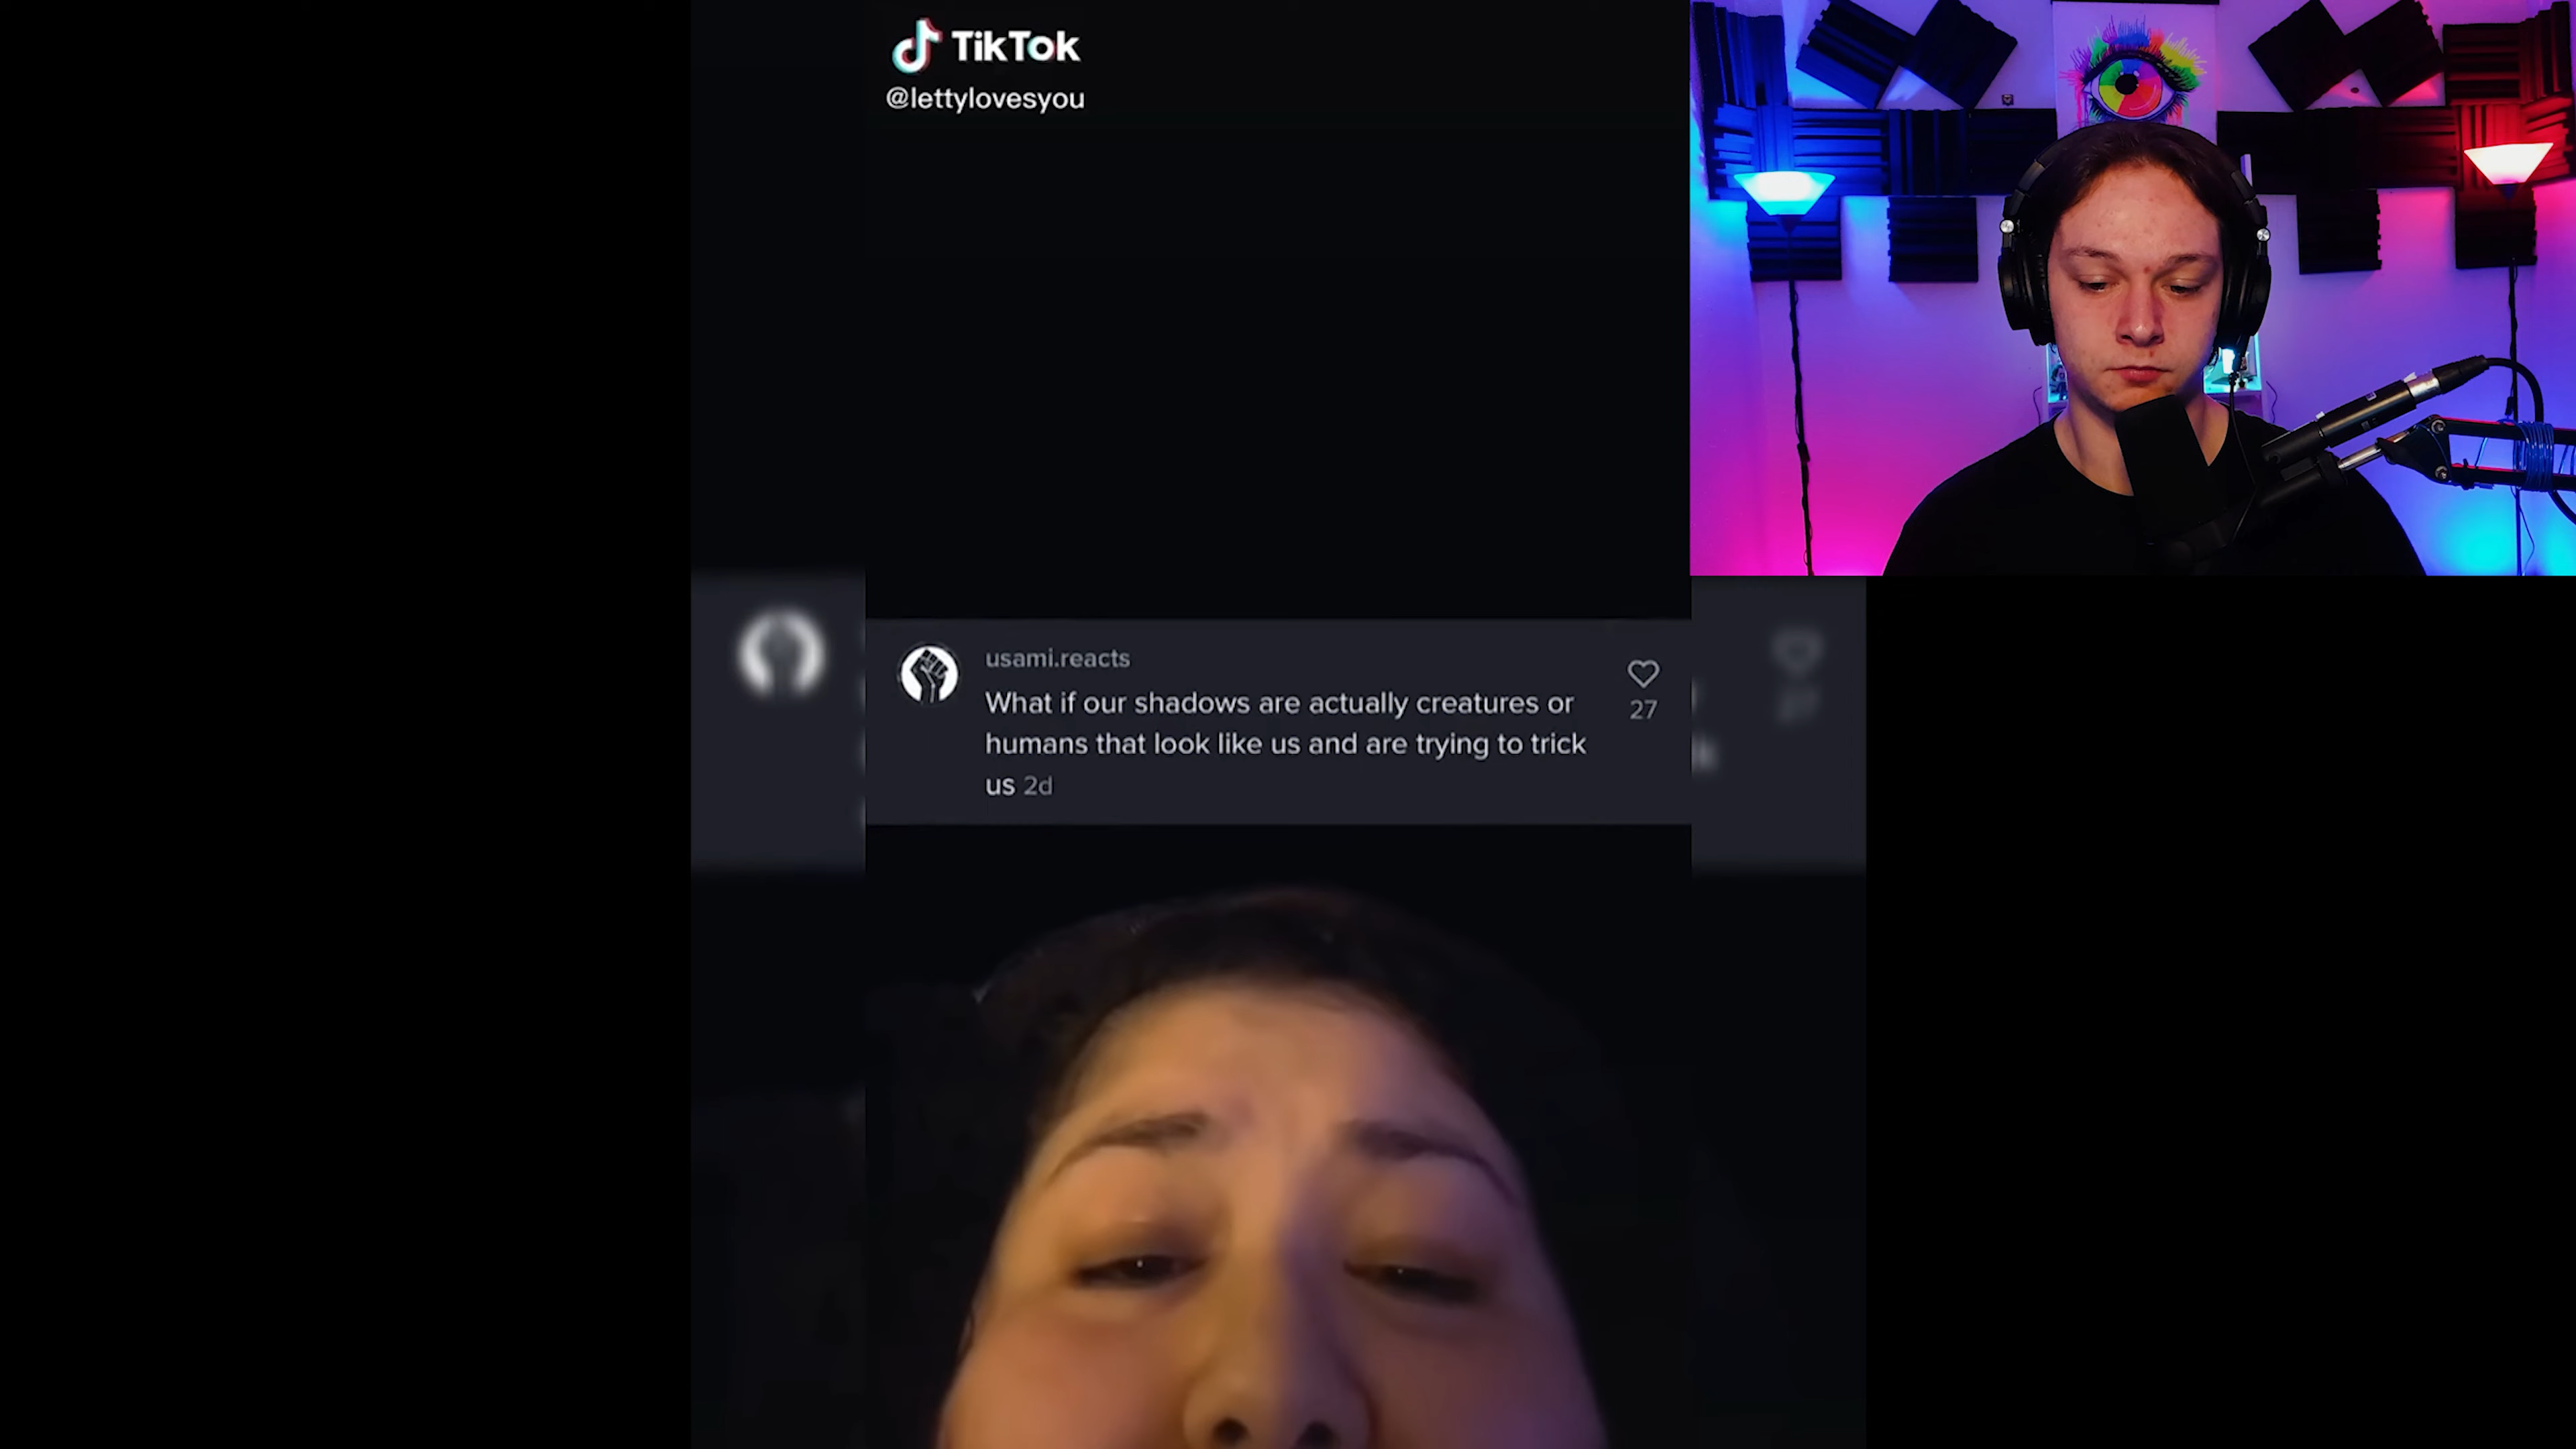 TikTok
@lettylovesyou
usami.reacts
What if our shadows are actually creatures or
humans that look like us and are trying to trick
us 2d
27